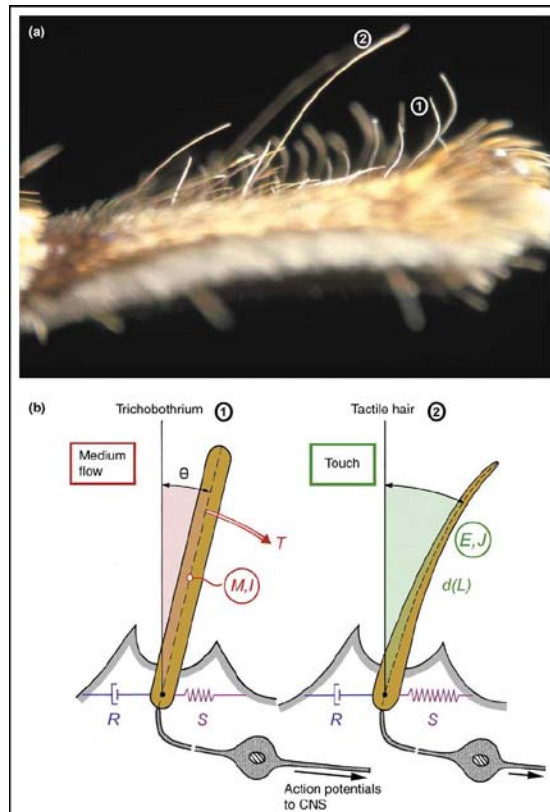 (a)
②
①
(b)
Trichobothrium ①
Tactile hair ②
Medium
flow
Touch
θ
T
M,I
E,J
d(L)
R
S
R
S
Action potentials
to CNS